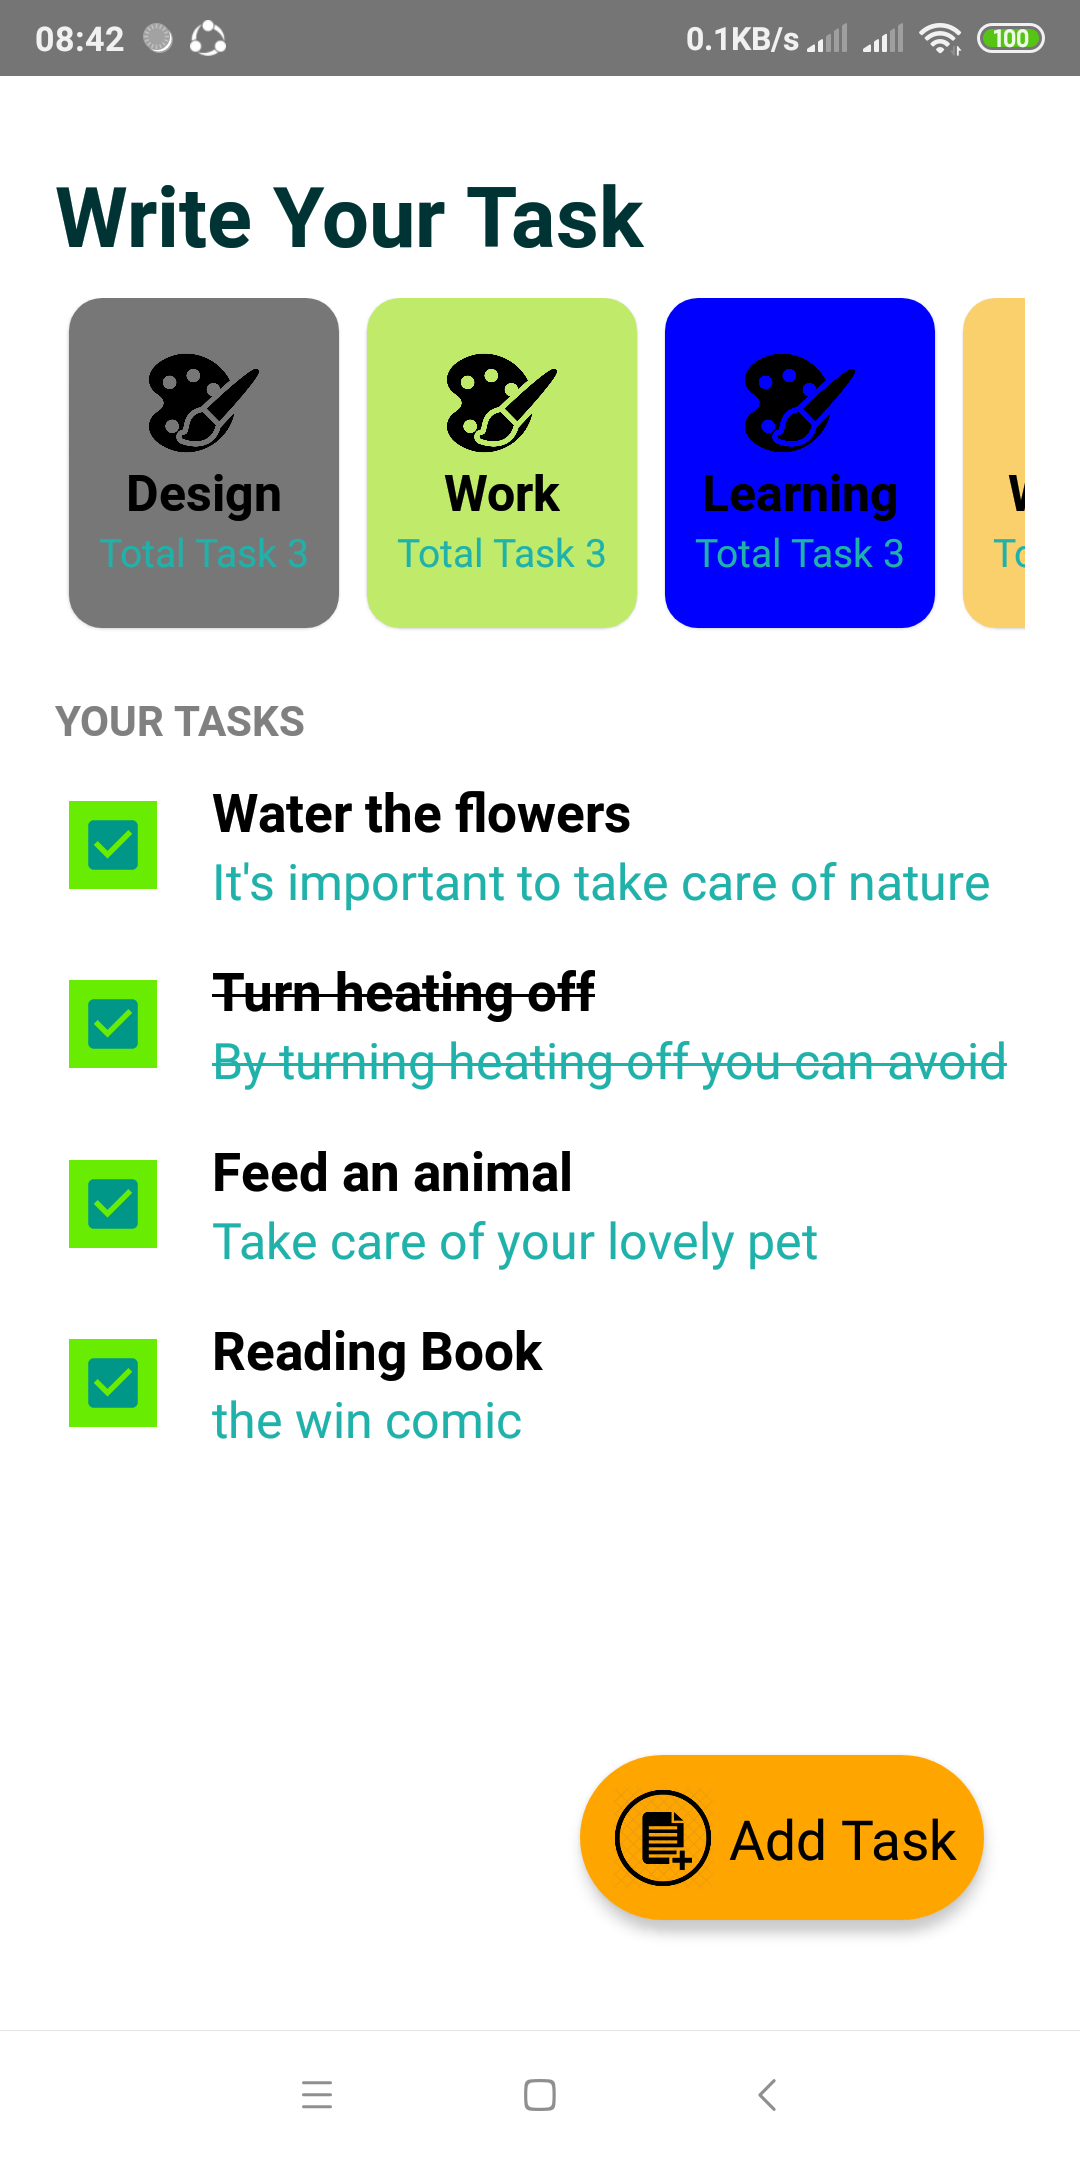 08:42 0.1KB/s 100
Write Your Task
Design Work Learning
Total Task 3 Total Task 3 Total Task 3
YOUR TASKS
Water the flowers
It's important to take care of nature
Turn heating off
By turning heating off you can avoid
Feed an animal
Take care of your lovely pet
Reading Book
the win comic
Add Task